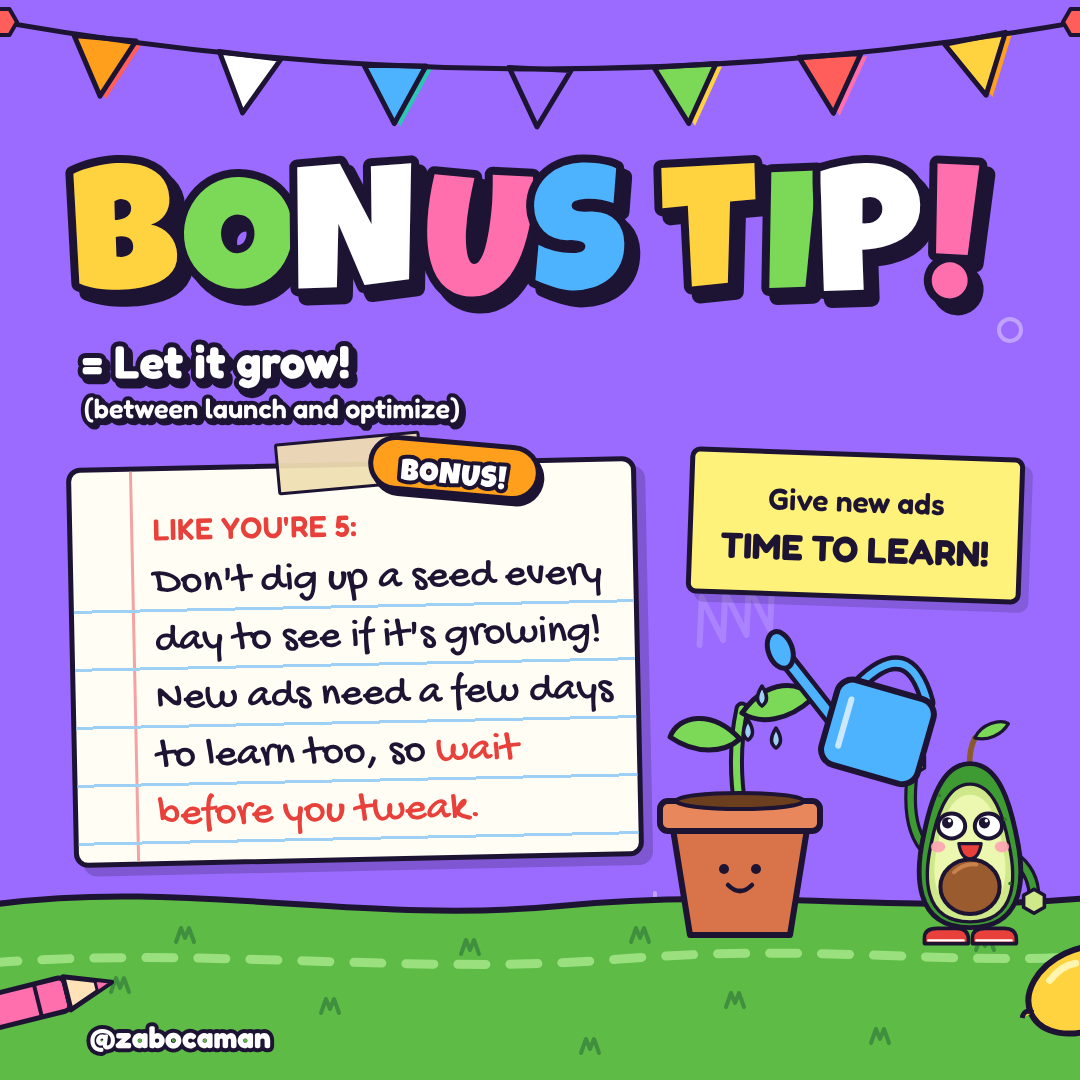 BONUS TIP!
= Let it grow!
(between launch and optimize)
BONUS!
LIKE YOU'RE 5:
Don't dig up a seed every
day to see if it's growing!
New ads need a few days
to learn too, so wait
before you tweak.
Give new ads
TIME TO LEARN!
@zabocaman